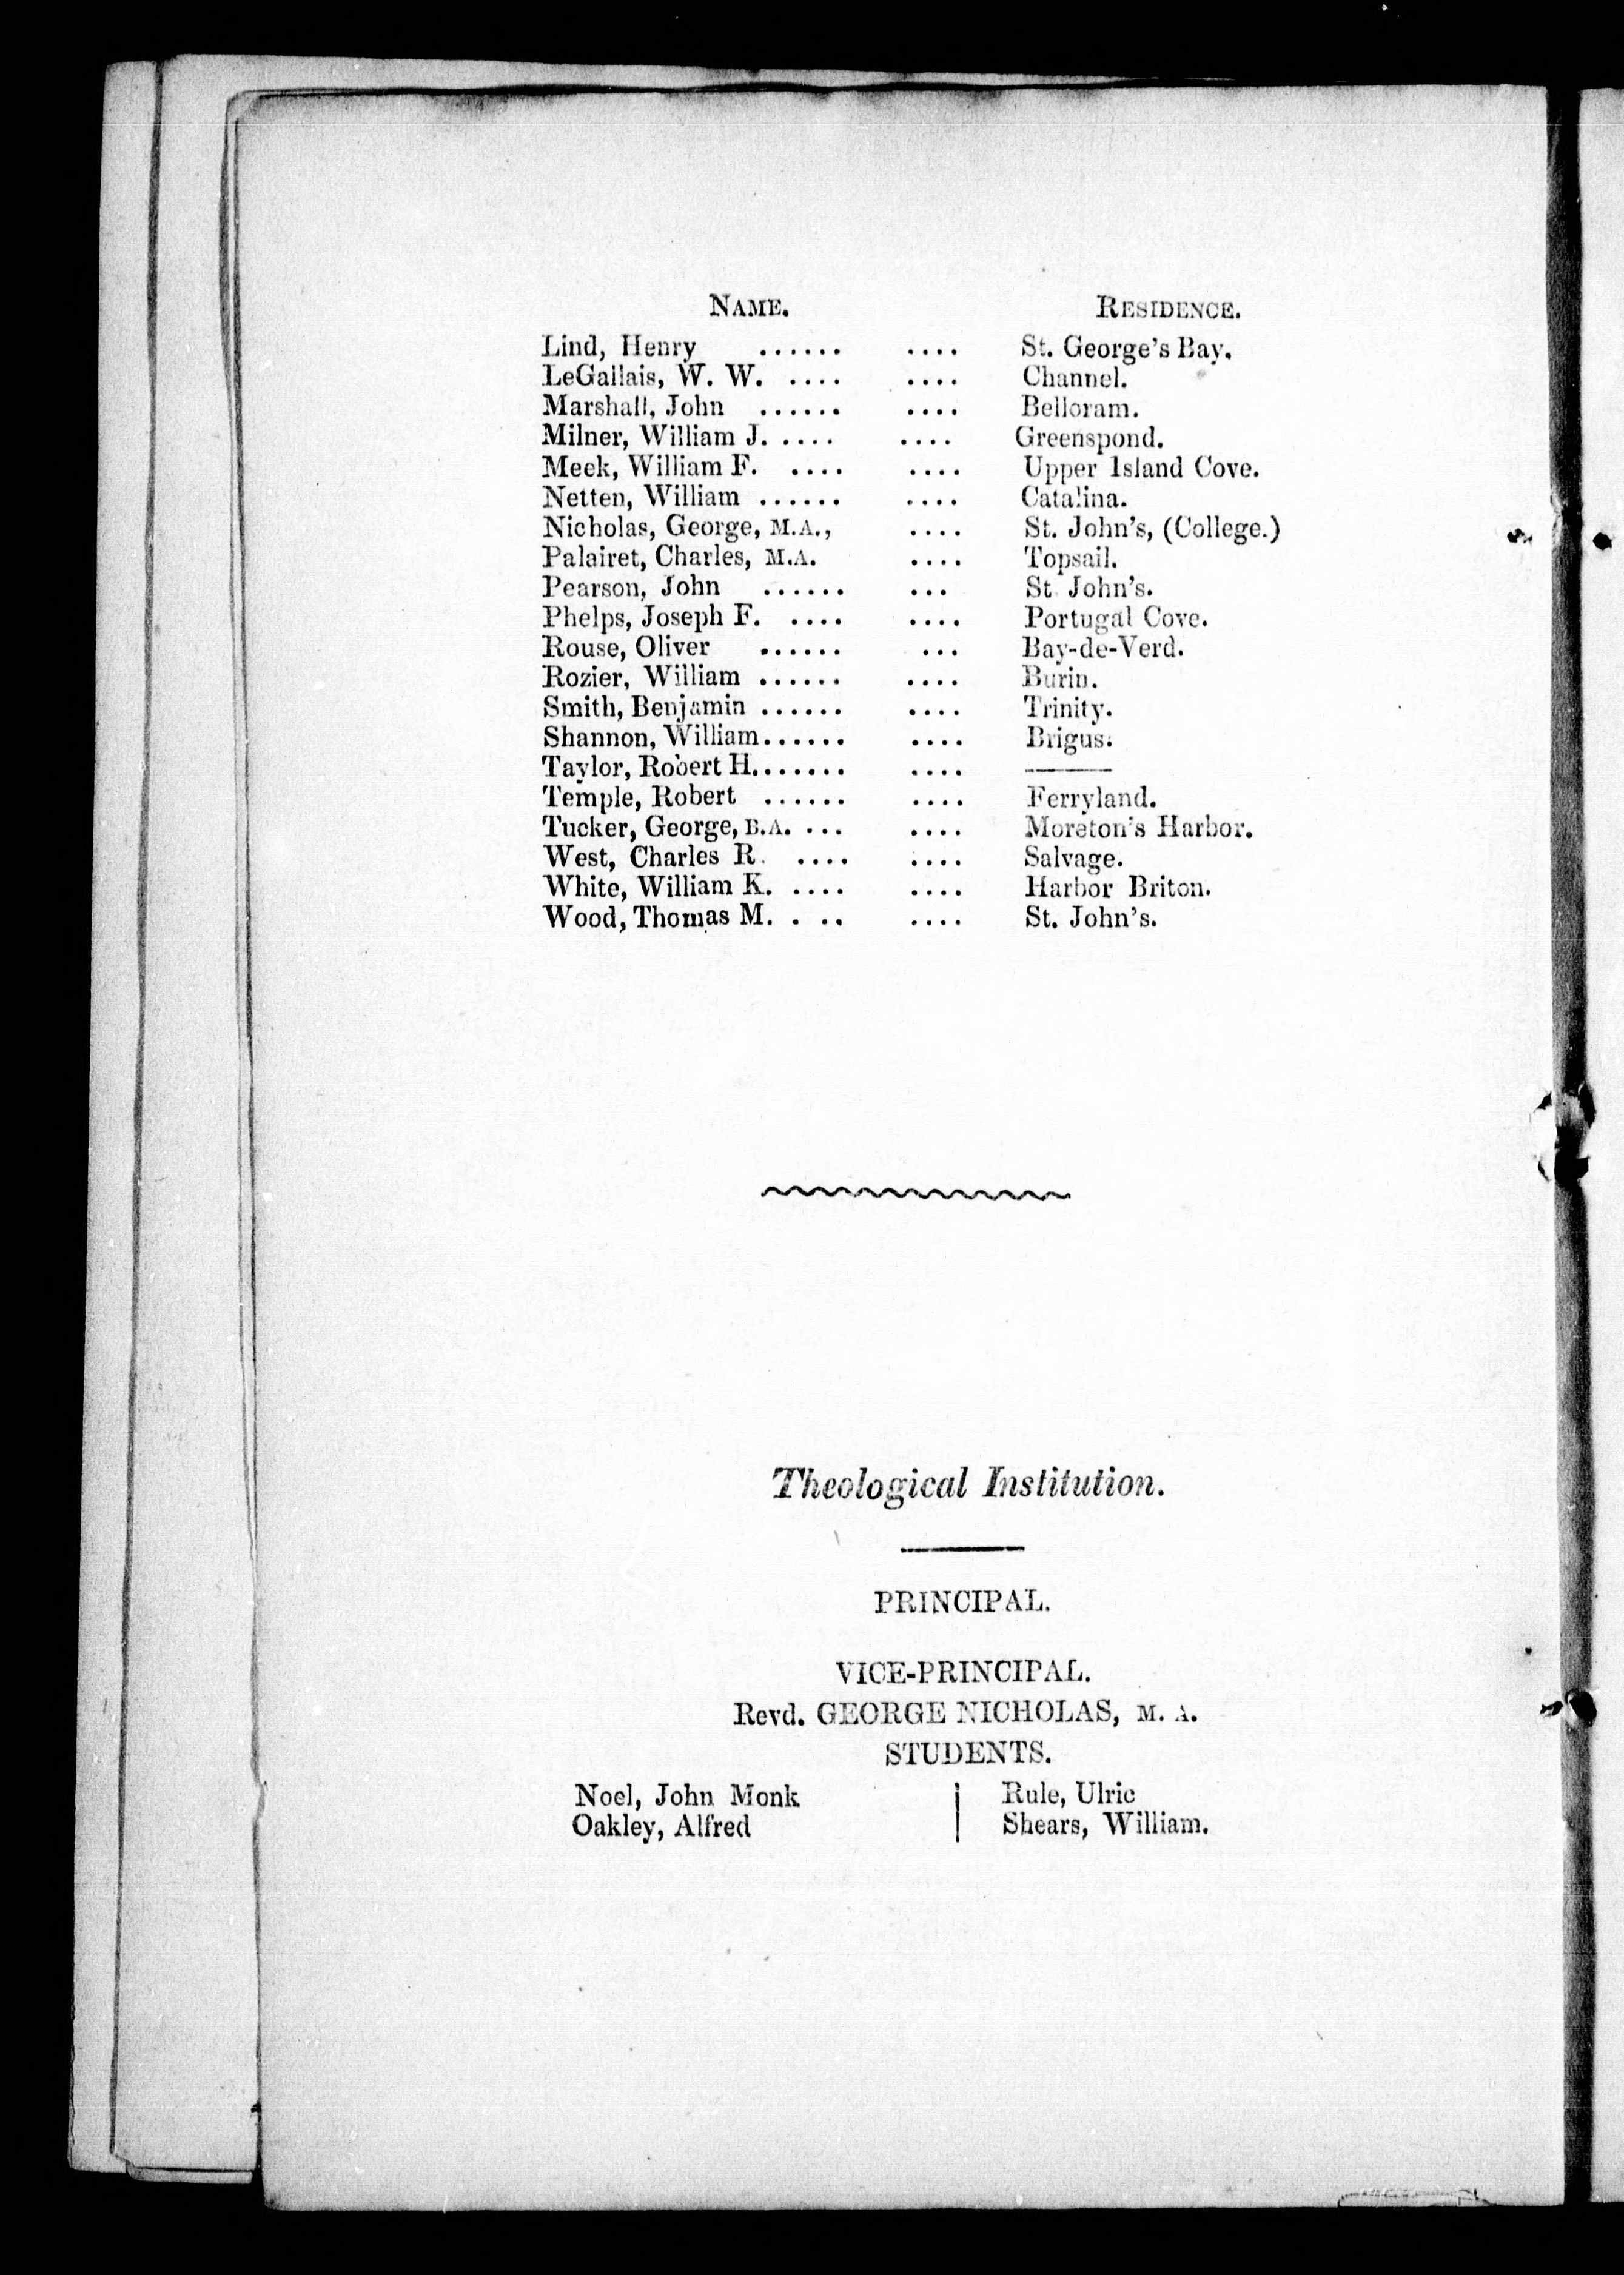 NAME. RESIDENCE.
Lind, Henry ...... .... St. George's Bay.
LeGallais, W. W. .... .... Channel.
Marshall, John ...... .... Belloram.
Milner, William J. .... .... Greenspond.
Meek, William F. .... .... Upper Island Cove.
Netten, William ...... .... Catalina.
Nicholas, George, M.A., .... St. John's, (College.)
Palairet, Charles, M.A. .... Topsail.
Pearson, John ...... ... St. John's.
Phelps, Joseph F. .... .... Portugal Cove.
Rouse, Oliver ...... ... Bay-de-Verd.
Rozier, William ...... .... Burin.
Smith, Benjamin ...... .... Trinity.
Shannon, William...... .... Brigus.
Taylor, Robert H....... .... ———
Temple, Robert ...... .... Ferryland.
Tucker, George, B.A. ... .... Moreton's Harbor.
West, Charles R. .... .... Salvage.
White, William K. .... .... Harbor Briton.
Wood, Thomas M. . .. .... St. John's.
Theological Institution.
PRINCIPAL.
VICE-PRINCIPAL.
Revd. GEORGE NICHOLAS, M. A.
STUDENTS.
Noel, John Monk | Rule, Ulric
Oakley, Alfred | Shears, William.